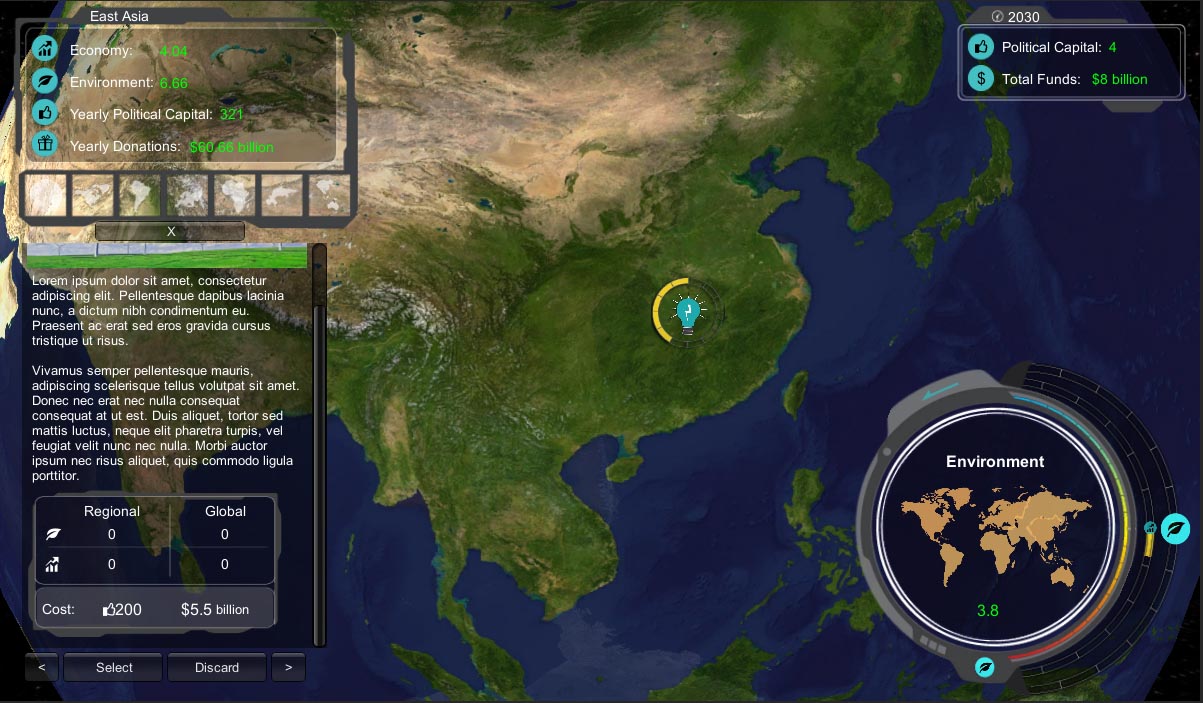 East Asia
Economy: 4.04
Environment: 6.66
Yearly Political Capital: 321
Yearly Donations: $60.66 billion
2030
Political Capital: 4
Total Funds: $8 billion
X
Lorem ipsum dolor sit amet, consectetur
adipiscing elit. Pellentesque dapibus lacinia
nunc, a dictum nibh condimentum eu.
Praesent ac erat sed eros gravida cursus
tristique ut risus.
Vivamus semper pellentesque mauris,
adipiscing scelerisque tellus volutpat sit amet.
Donec nec erat nec nulla consequat
consequat at ut est. Duis aliquet, tortor sed
mattis luctus, neque elit pharetra turpis, vel
feugiat velit nunc nec nulla. Morbi auctor
ipsum nec risus aliquet, quis commodo ligula
porttitor.
Regional Global
0 0
0 0
Cost: 200 $5.5 billion
< Select Discard >
Environment
3.8